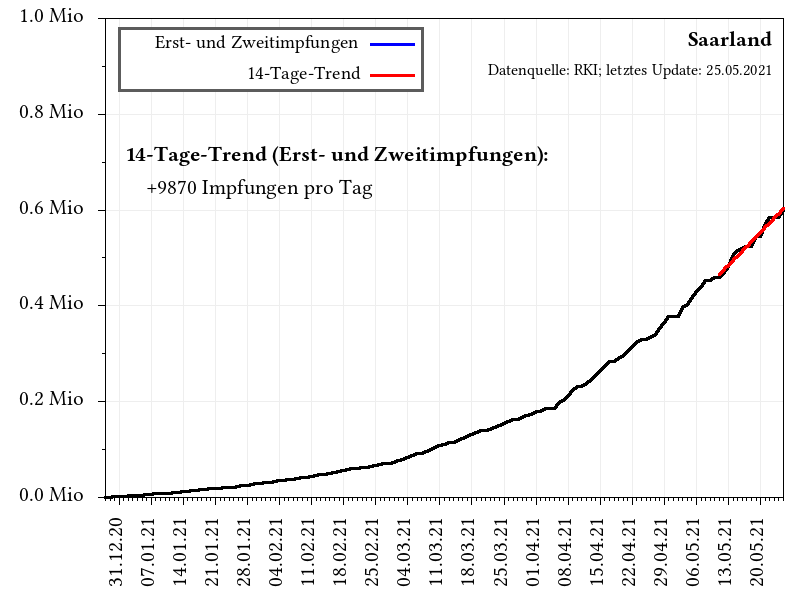 1.0 Mio
0.8 Mio
0.6 Mio
0.4 Mio
0.2 Mio
0.0 Mio
Erst- und Zweitimpfungen
14-Tage-Trend
Saarland
Datenquelle: RKI; letztes Update: 25.05.2021
14-Tage-Trend (Erst- und Zweitimpfungen):
+9870 Impfungen pro Tag
31.12.20
07.01.21
14.01.21
21.01.21
28.01.21
04.02.21
11.02.21
18.02.21
25.02.21
04.03.21
11.03.21
18.03.21
25.03.21
01.04.21
08.04.21
15.04.21
22.04.21
29.04.21
06.05.21
13.05.21
20.05.21